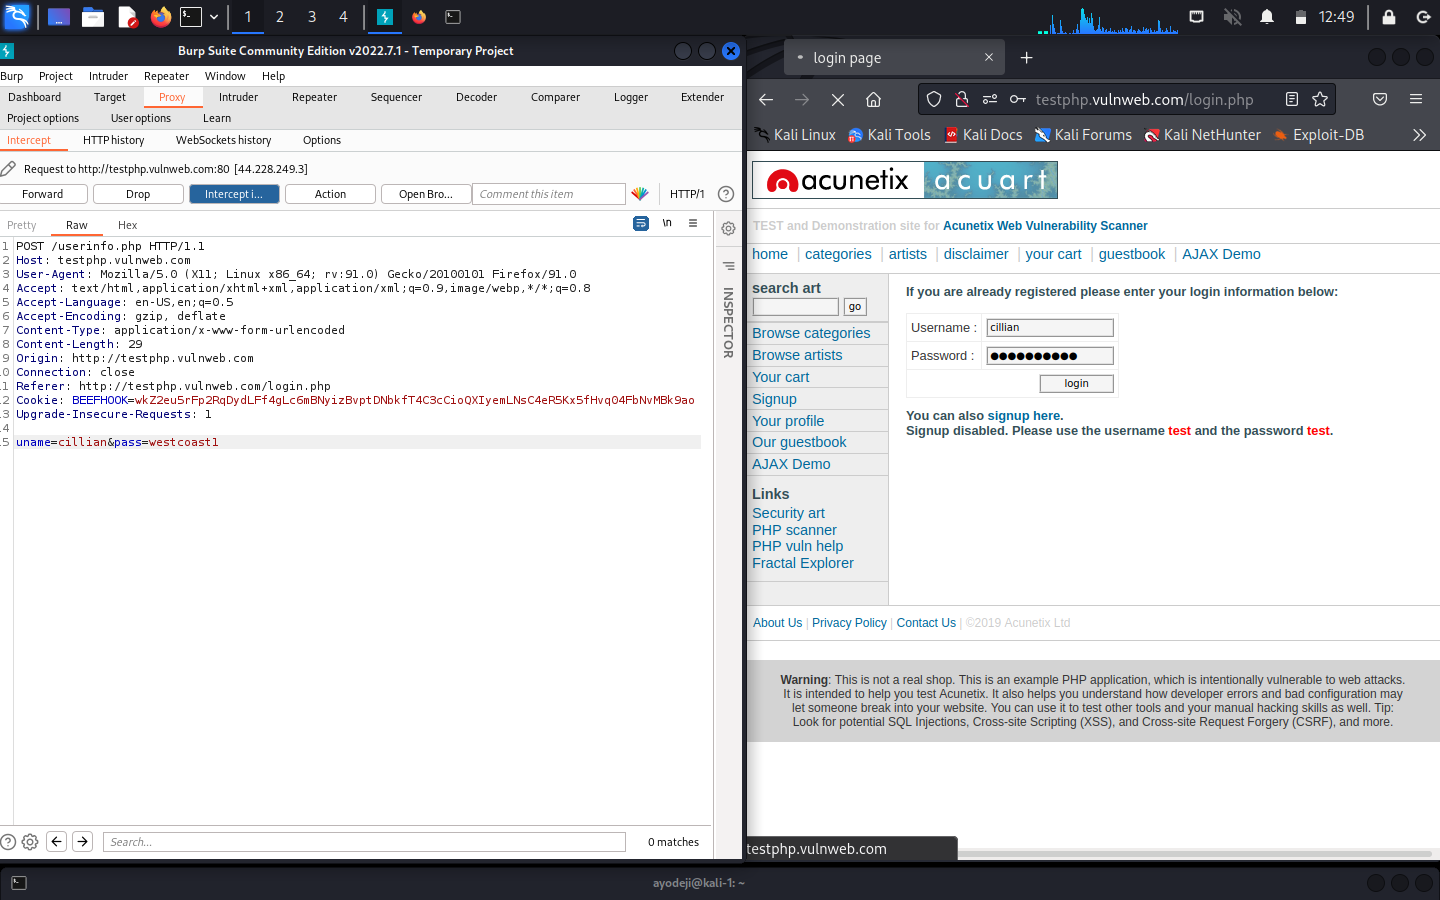 1 2 3 4
12:49
Burp Suite Community Edition v2022.7.1 - Temporary Project
Burp Project Intruder Repeater Window Help
Dashboard Target Proxy Intruder Repeater Sequencer Decoder Comparer Logger Extender
Project options User options Learn
Intercept HTTP history WebSockets history Options
Request to http://testphp.vulnweb.com:80 [44.228.249.3]
Forward Drop Intercept i... Action Open Bro... Comment this item HTTP/1 ?
Pretty Raw Hex \n
1 POST /userinfo.php HTTP/1.1
2 Host: testphp.vulnweb.com
3 User-Agent: Mozilla/5.0 (X11; Linux x86_64; rv:91.0) Gecko/20100101 Firefox/91.0
4 Accept: text/html,application/xhtml+xml,application/xml;q=0.9,image/webp,*/*;q=0.8
5 Accept-Language: en-US,en;q=0.5
6 Accept-Encoding: gzip, deflate
7 Content-Type: application/x-www-form-urlencoded
8 Content-Length: 29
9 Origin: http://testphp.vulnweb.com
0 Connection: close
1 Referer: http://testphp.vulnweb.com/login.php
2 Cookie: BEEFHOOK=wkZ2eu5rFp2RqDydLFf4gLc6mBNyizBvptDNbkfT4C3cCioQXIyemLNsC4eR5Kx5fHvq04FbNvMBk9ao
3 Upgrade-Insecure-Requests: 1
4
5 uname=cillian&pass=westcoast1
INSPECTOR
? Search... 0 matches
login page
testphp.vulnweb.com/login.php
Kali Linux Kali Tools Kali Docs Kali Forums Kali NetHunter Exploit-DB
acunetix acuart
TEST and Demonstration site for Acunetix Web Vulnerability Scanner
home | categories | artists | disclaimer | your cart | guestbook | AJAX Demo
search art
go
Browse categories
Browse artists
Your cart
Signup
Your profile
Our guestbook
AJAX Demo
Links
Security art
PHP scanner
PHP vuln help
Fractal Explorer
If you are already registered please enter your login information below:
Username : cillian
Password : ●●●●●●●●●●
login
You can also signup here.
Signup disabled. Please use the username test and the password test.
About Us | Privacy Policy | Contact Us | ©2019 Acunetix Ltd
Warning: This is not a real shop. This is an example PHP application, which is intentionally vulnerable to web attacks.
It is intended to help you test Acunetix. It also helps you understand how developer errors and bad configuration may
let someone break into your website. You can use it to test other tools and your manual hacking skills as well. Tip:
Look for potential SQL Injections, Cross-site Scripting (XSS), and Cross-site Request Forgery (CSRF), and more.
testphp.vulnweb.com
ayodeji@kali-1: ~